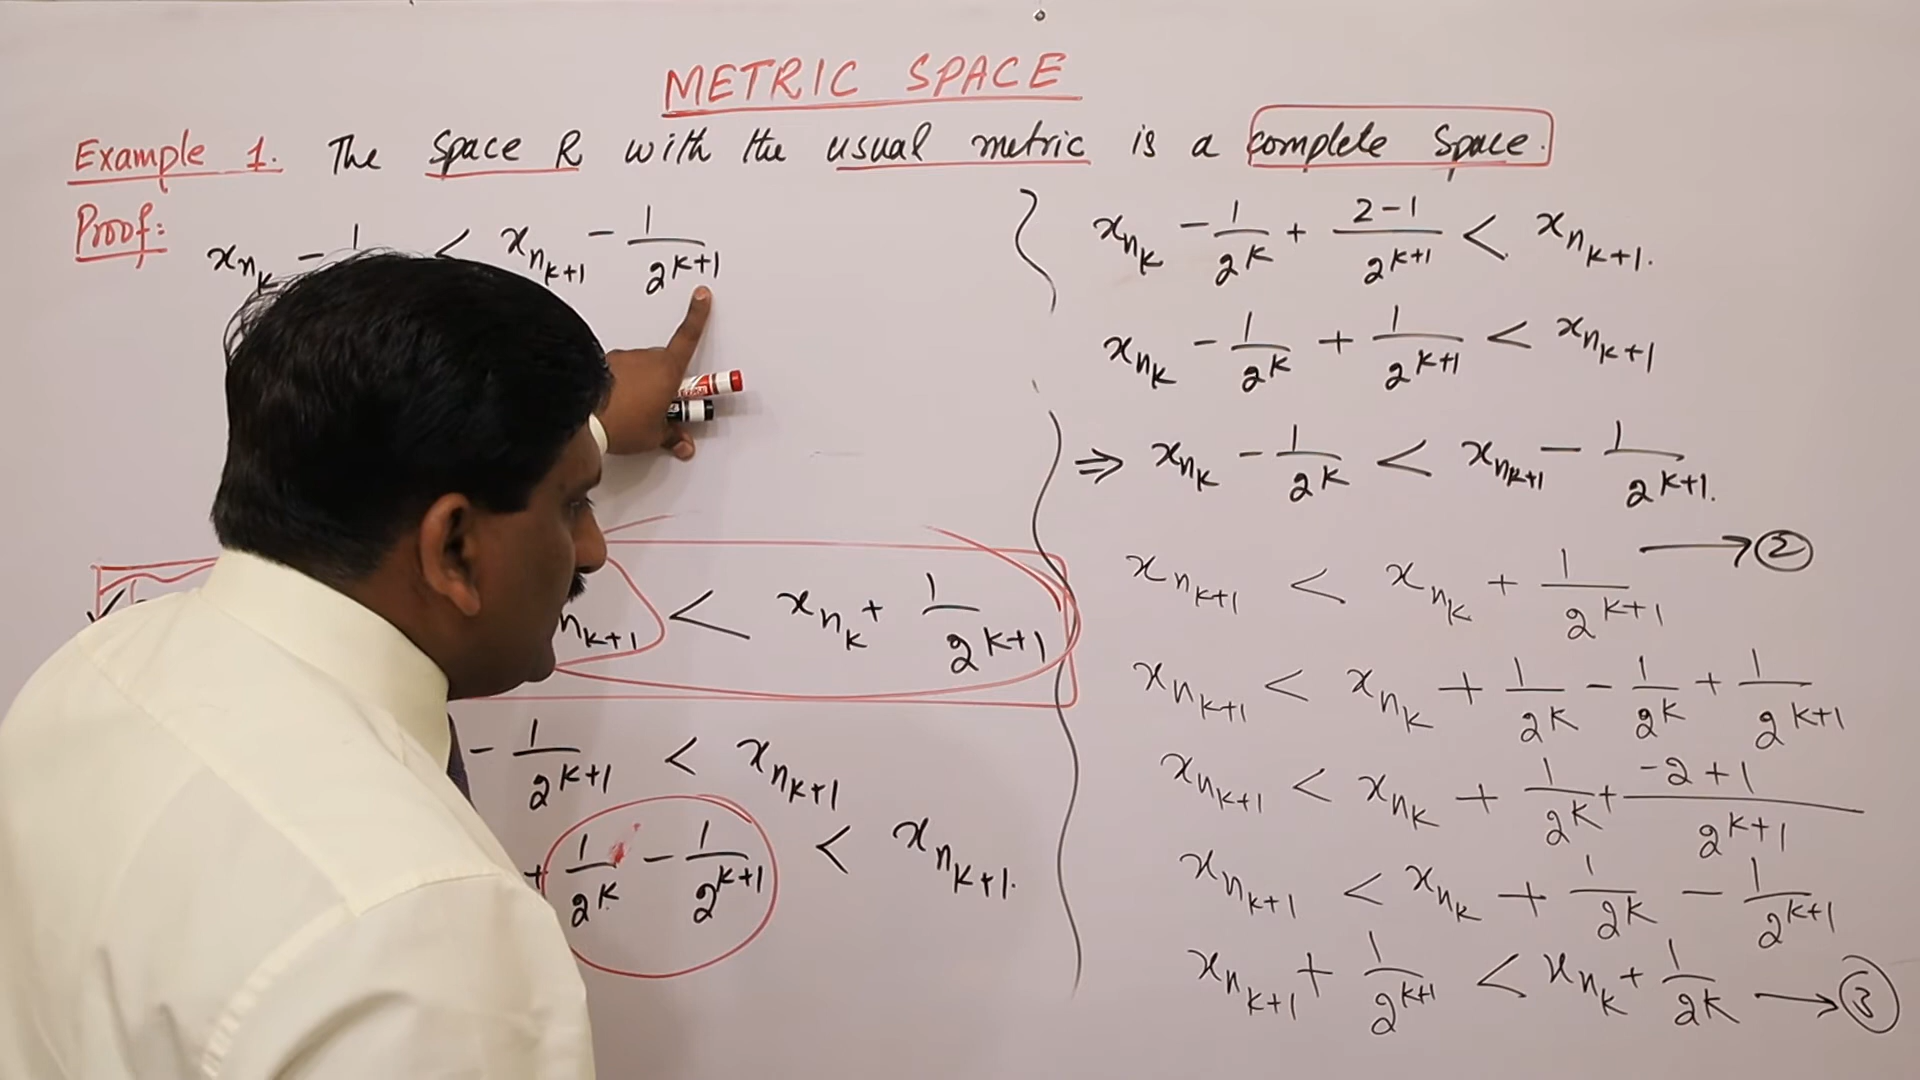 METRIC SPACE
Example 1. The Space R with the usual metric is a complete Space.
Proof:
x_{n_k} - 1 < x_{n_{k+1}} - 1/2^{k+1}
< x_{n_k} + 1/2^{k+1}
n_{k+1}
- 1/2^{k+1} < x_{n_{k+1}}
+ 1/2^k - 1/2^{k+1} < x_{n_{k+1}}.
x_{n_k} - 1/2^k + 2-1/2^{k+1} < x_{n_{k+1}}.
x_{n_k} - 1/2^k + 1/2^{k+1} < x_{n_{k+1}}
⇒ x_{n_k} - 1/2^k < x_{n_{k+1}} - 1/2^{k+1}.
→ ②
x_{n_{k+1}} < x_{n_k} + 1/2^{k+1}
x_{n_{k+1}} < x_{n_k} + 1/2^k - 1/2^k + 1/2^{k+1}
x_{n_{k+1}} < x_{n_k} + 1/2^k + -2+1/2^{k+1}
x_{n_{k+1}} < x_{n_k} + 1/2^k - 1/2^{k+1}
x_{n_{k+1}} + 1/2^{k+1} < x_{n_k} + 1/2^k → ③